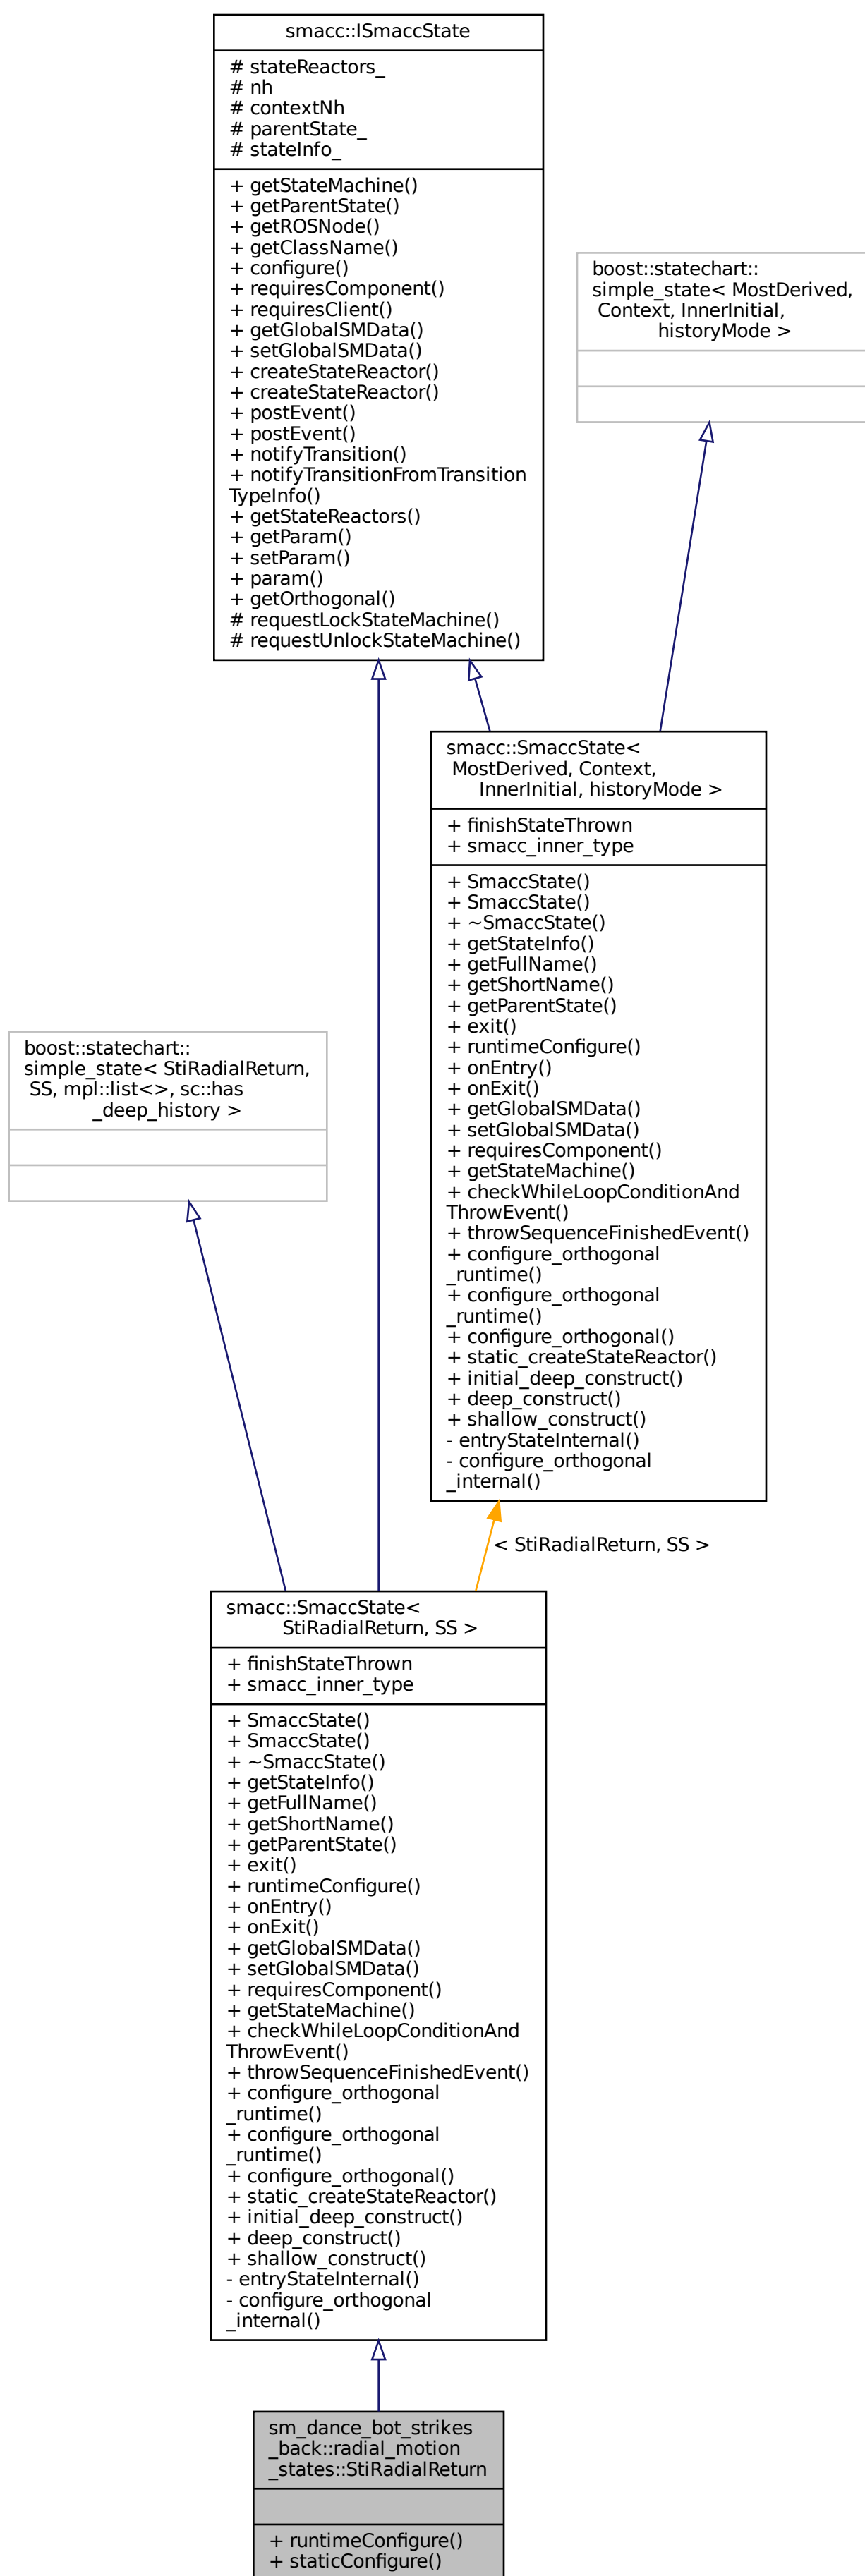 smacc::ISmaccState
# stateReactors_
# nh
# contextNh
# parentState_
# stateInfo_
+ getStateMachine()
+ getParentState()
+ getROSNode()
+ getClassName()
+ configure()
+ requiresComponent()
+ requiresClient()
+ getGlobalSMData()
+ setGlobalSMData()
+ createStateReactor()
+ createStateReactor()
+ postEvent()
+ postEvent()
+ notifyTransition()
+ notifyTransitionFromTransition
TypeInfo()
+ getStateReactors()
+ getParam()
+ setParam()
+ param()
+ getOrthogonal()
# requestLockStateMachine()
# requestUnlockStateMachine()
boost::statechart::
simple_state< MostDerived,
Context, InnerInitial,
historyMode >
smacc::SmaccState<
MostDerived, Context,
InnerInitial, historyMode >
+ finishStateThrown
+ smacc_inner_type
+ SmaccState()
+ SmaccState()
+ ~SmaccState()
+ getStateInfo()
+ getFullName()
+ getShortName()
+ getParentState()
+ exit()
+ runtimeConfigure()
+ onEntry()
+ onExit()
+ getGlobalSMData()
+ setGlobalSMData()
+ requiresComponent()
+ getStateMachine()
+ checkWhileLoopConditionAnd
ThrowEvent()
+ throwSequenceFinishedEvent()
+ configure_orthogonal
_runtime()
+ configure_orthogonal
_runtime()
+ configure_orthogonal()
+ static_createStateReactor()
+ initial_deep_construct()
+ deep_construct()
+ shallow_construct()
- entryStateInternal()
- configure_orthogonal
_internal()
boost::statechart::
simple_state< StiRadialReturn,
SS, mpl::list<>, sc::has
_deep_history >
< StiRadialReturn, SS >
smacc::SmaccState<
StiRadialReturn, SS >
+ finishStateThrown
+ smacc_inner_type
+ SmaccState()
+ SmaccState()
+ ~SmaccState()
+ getStateInfo()
+ getFullName()
+ getShortName()
+ getParentState()
+ exit()
+ runtimeConfigure()
+ onEntry()
+ onExit()
+ getGlobalSMData()
+ setGlobalSMData()
+ requiresComponent()
+ getStateMachine()
+ checkWhileLoopConditionAnd
ThrowEvent()
+ throwSequenceFinishedEvent()
+ configure_orthogonal
_runtime()
+ configure_orthogonal
_runtime()
+ configure_orthogonal()
+ static_createStateReactor()
+ initial_deep_construct()
+ deep_construct()
+ shallow_construct()
- entryStateInternal()
- configure_orthogonal
_internal()
sm_dance_bot_strikes
_back::radial_motion
_states::StiRadialReturn
+ runtimeConfigure()
+ staticConfigure()